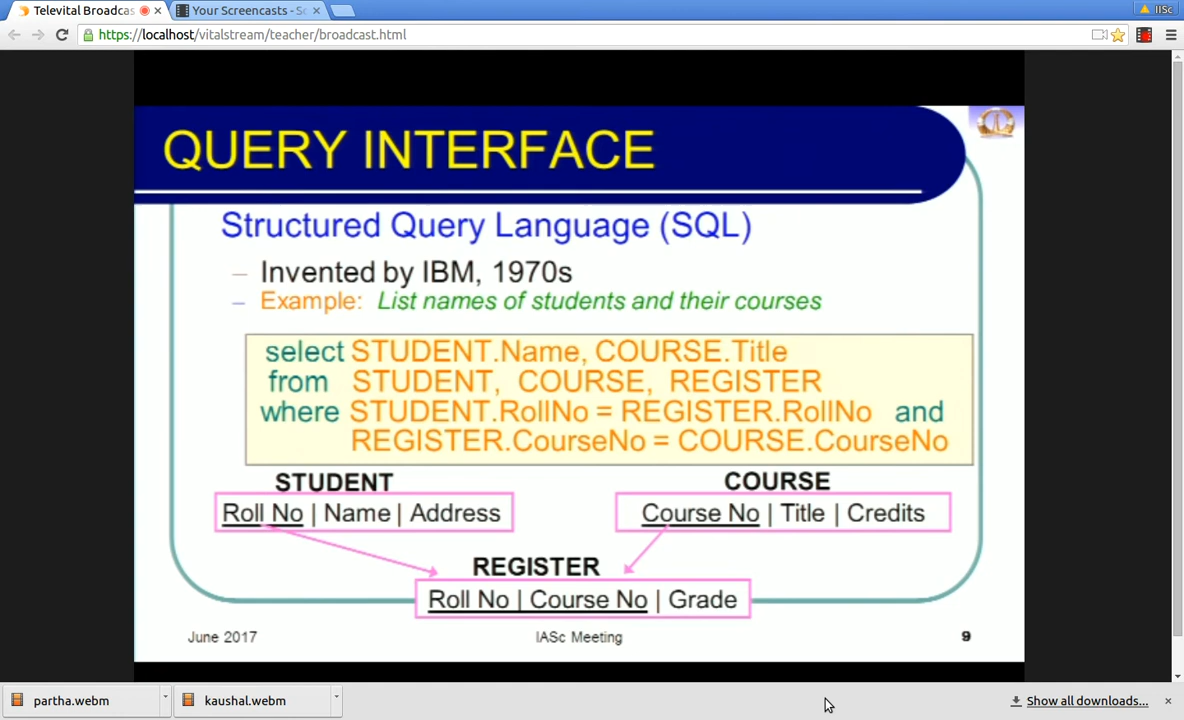 Televital Broadcas
Your Screencasts - Sc
IISc
https://localhost/vitalstream/teacher/broadcast.html
QUERY INTERFACE
Structured Query Language (SQL)
– Invented by IBM, 1970s
– Example: List names of students and their courses
select STUDENT.Name, COURSE.Title
from STUDENT, COURSE, REGISTER
where STUDENT.RollNo = REGISTER.RollNo and
REGISTER.CourseNo = COURSE.CourseNo
STUDENT
COURSE
Roll No | Name | Address
Course No | Title | Credits
REGISTER
Roll No | Course No | Grade
June 2017
IASc Meeting
9
partha.webm
kaushal.webm
Show all downloads...